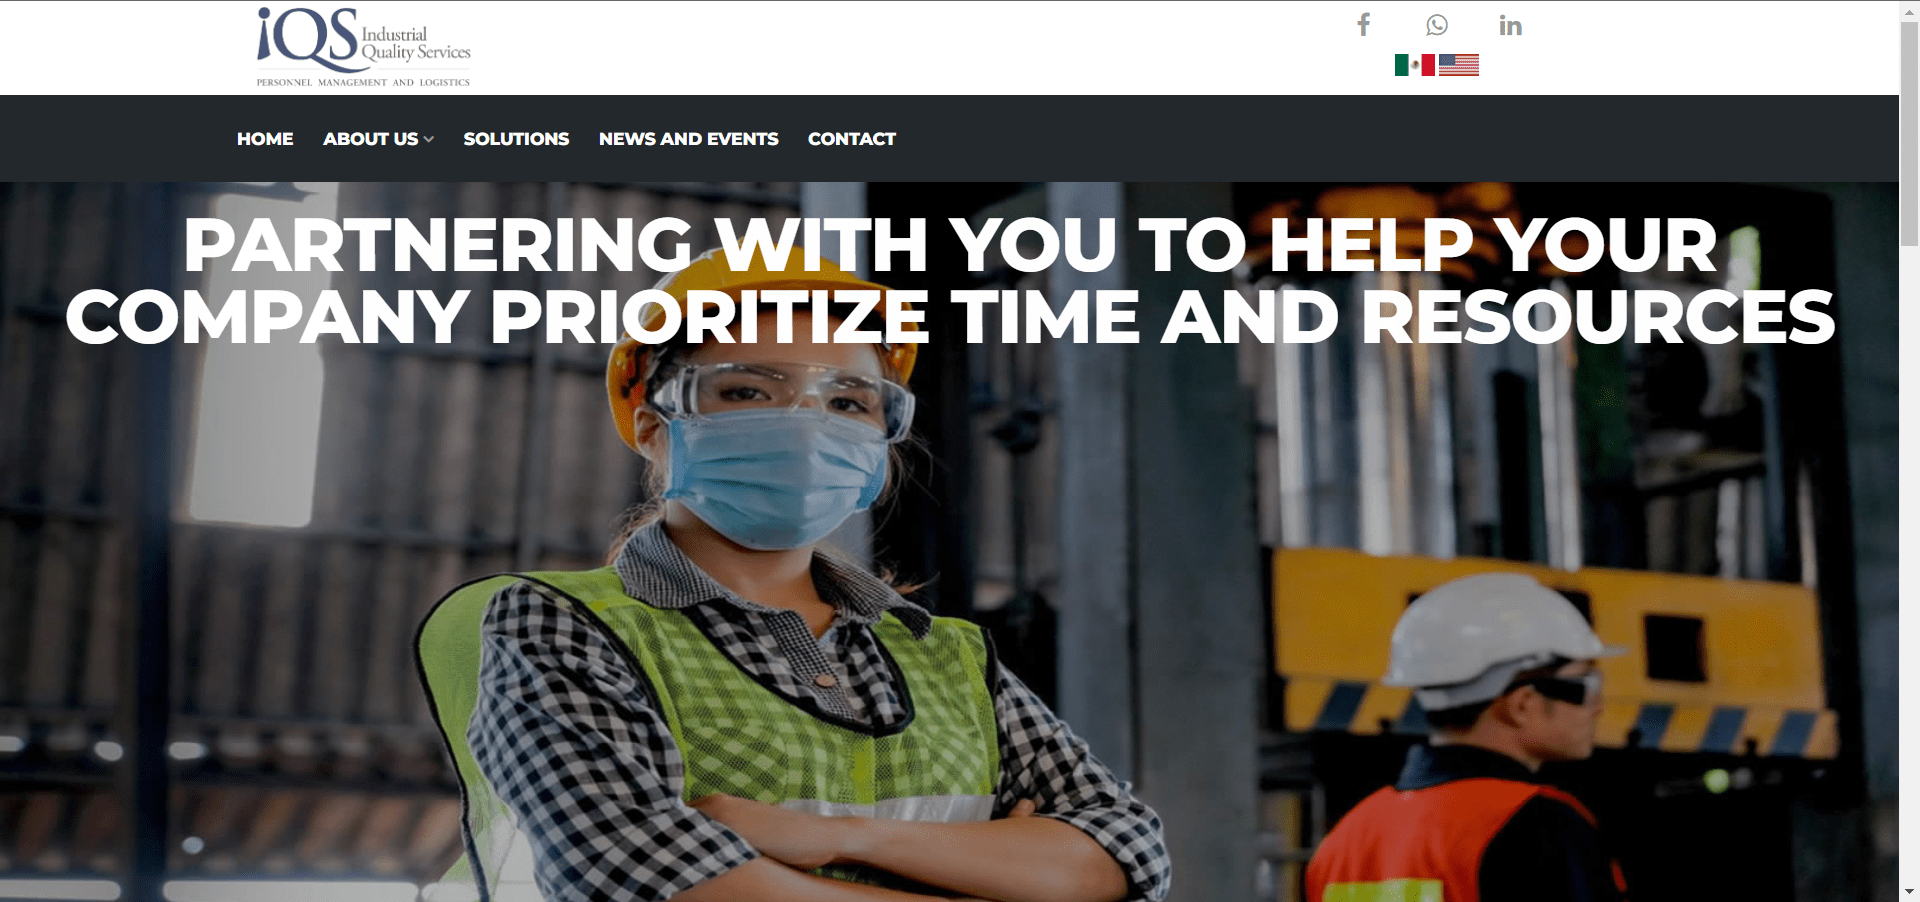 iQS Industrial
Quality Services
PERSONNEL MANAGEMENT AND LOGISTICS
HOME ABOUT US SOLUTIONS NEWS AND EVENTS CONTACT
PARTNERING WITH YOU TO HELP YOUR
COMPANY PRIORITIZE TIME AND RESOURCES